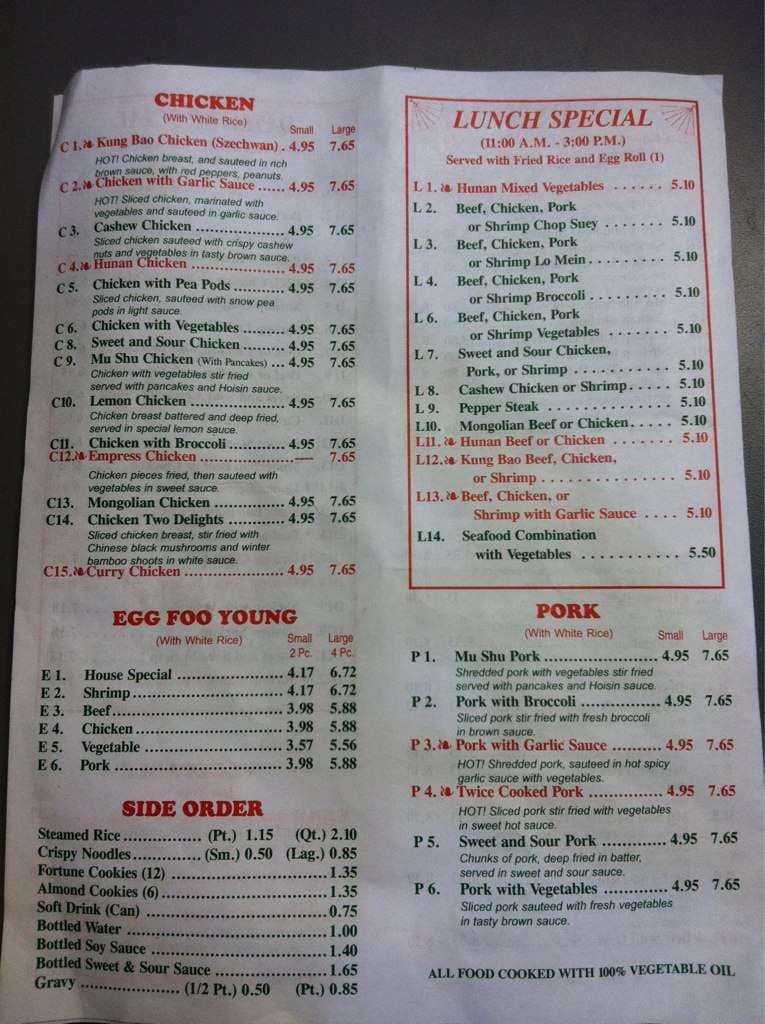 CHICKEN
(With White Rice)
Small Large
C 1. Kung Bao Chicken (Szechwan) . 4.95 7.65
HOT! Chicken breast, and sauteed in rich
brown sauce, with red peppers, peanuts.
C 2. Chicken with Garlic Sauce ...... 4.95 7.65
HOT! Sliced chicken, marinated with
vegetables and sauteed in garlic sauce.
C 3. Cashew Chicken .................... 4.95 7.65
Sliced chicken sauteed with crispy cashew
nuts and vegetables in tasty brown sauce.
C 4. Hunan Chicken ...................... 4.95 7.65
C 5. Chicken with Pea Pods ........... 4.95 7.65
Sliced chicken, sauteed with snow pea
pods in light sauce.
C 6. Chicken with Vegetables ......... 4.95 7.65
C 8. Sweet and Sour Chicken ......... 4.95 7.65
C 9. Mu Shu Chicken (With Pancakes) ... 4.95 7.65
Chicken with vegetables stir fried
served with pancakes and Hoisin sauce.
C10. Lemon Chicken ..................... 4.95 7.65
Chicken breast battered and deep fried,
served in special lemon sauce.
C11. Chicken with Broccoli ............ 4.95 7.65
C12. Empress Chicken ......................— 7.65
Chicken pieces fried, then sauteed with
vegetables in sweet sauce.
C13. Mongolian Chicken ............... 4.95 7.65
C14. Chicken Two Delights ........... 4.95 7.65
Sliced chicken breast, stir fried with
Chinese black mushrooms and winter
bamboo shoots in white sauce.
C15. Curry Chicken ....................... 4.95 7.65
EGG FOO YOUNG
(With White Rice) Small Large
2 Pc. 4 Pc.
E 1. House Special ....................... 4.17 6.72
E 2. Shrimp ................................ 4.17 6.72
E 3. Beef .................................... 3.98 5.88
E 4. Chicken ............................... 3.98 5.88
E 5. Vegetable ............................ 3.57 5.56
E 6. Pork .................................... 3.98 5.88
SIDE ORDER
Steamed Rice ................ (Pt.) 1.15 (Qt.) 2.10
Crispy Noodles ............. (Sm.) 0.50 (Lag.) 0.85
Fortune Cookies (12) ................................. 1.35
Almond Cookies (6) .................................... 1.35
Soft Drink (Can) ....................................... 0.75
Bottled Water ........................................... 1.00
Bottled Soy Sauce ...................................... 1.40
Bottled Sweet & Sour Sauce ........................ 1.65
Gravy ................... (1/2 Pt.) 0.50 (Pt.) 0.85
LUNCH SPECIAL
(11:00 A.M. - 3:00 P.M.)
Served with Fried Rice and Egg Roll (1)
L 1. Hunan Mixed Vegetables . . . . . . 5.10
L 2. Beef, Chicken, Pork
or Shrimp Chop Suey . . . . . . . 5.10
L 3. Beef, Chicken, Pork
or Shrimp Lo Mein . . . . . . . . . 5.10
L 4. Beef, Chicken, Pork
or Shrimp Broccoli . . . . . . . . . 5.10
L 6. Beef, Chicken, Pork
or Shrimp Vegetables . . . . . . . 5.10
L 7. Sweet and Sour Chicken,
Pork, or Shrimp . . . . . . . . . . . 5.10
L 8. Cashew Chicken or Shrimp . . . . . 5.10
L 9. Pepper Steak . . . . . . . . . . . . . . 5.10
L10. Mongolian Beef or Chicken . . . . . 5.10
L11. Hunan Beef or Chicken . . . . . . . 5.10
L12. Kung Bao Beef, Chicken,
or Shrimp . . . . . . . . . . . . . . . 5.10
L13. Beef, Chicken, or
Shrimp with Garlic Sauce . . . . 5.10
L14. Seafood Combination
with Vegetables . . . . . . . . . . . 5.50
PORK
(With White Rice) Small Large
P 1. Mu Shu Pork ....................... 4.95 7.65
Shredded pork with vegetables stir fried
served with pancakes and Hoisin sauce.
P 2. Pork with Broccoli ................ 4.95 7.65
Sliced pork stir fried with fresh broccoli
in brown sauce.
P 3. Pork with Garlic Sauce .......... 4.95 7.65
HOT! Shredded pork, sauteed in hot spicy
garlic sauce with vegetables.
P 4. Twice Cooked Pork ............... 4.95 7.65
HOT! Sliced pork stir fried with vegetables
in sweet hot sauce.
P 5. Sweet and Sour Pork ............. 4.95 7.65
Chunks of pork, deep fried in batter,
served in sweet and sour sauce.
P 6. Pork with Vegetables ............. 4.95 7.65
Sliced pork sauteed with fresh vegetables
in tasty brown sauce.
ALL FOOD COOKED WITH 100% VEGETABLE OIL